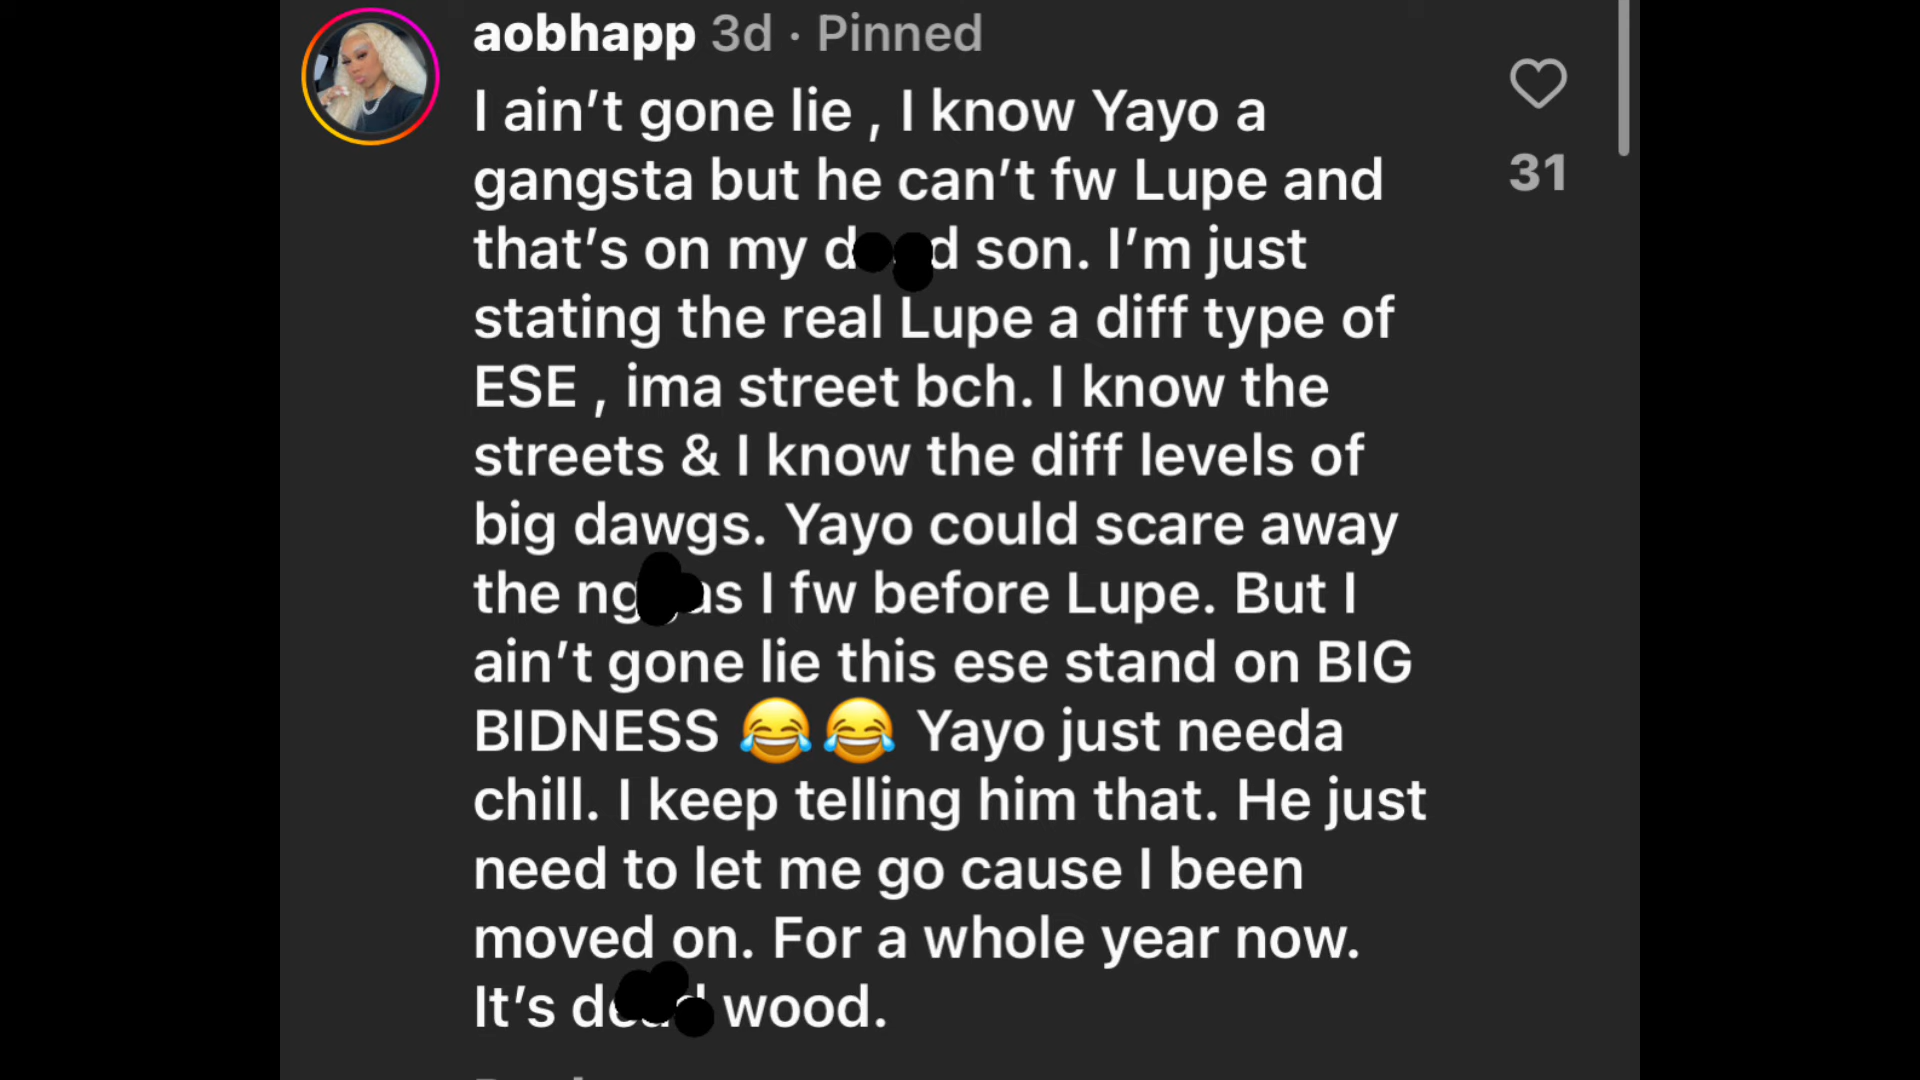 aobhapp 3d · Pinned
I ain’t gone lie , I know Yayo a
gangsta but he can’t fw Lupe and
31
that’s on my son. I’m just
stating the real Lupe a diff type of
ESE , ima street bch. I know the
streets & I know the diff levels of
big dawgs. Yayo could scare away
the I fw before Lupe. But I
ain’t gone lie this ese stand on BIG
BIDNESS 😂😂 Yayo just needa
chill. I keep telling him that. He just
need to let me go cause I been
moved on. For a whole year now.
It’s wood.